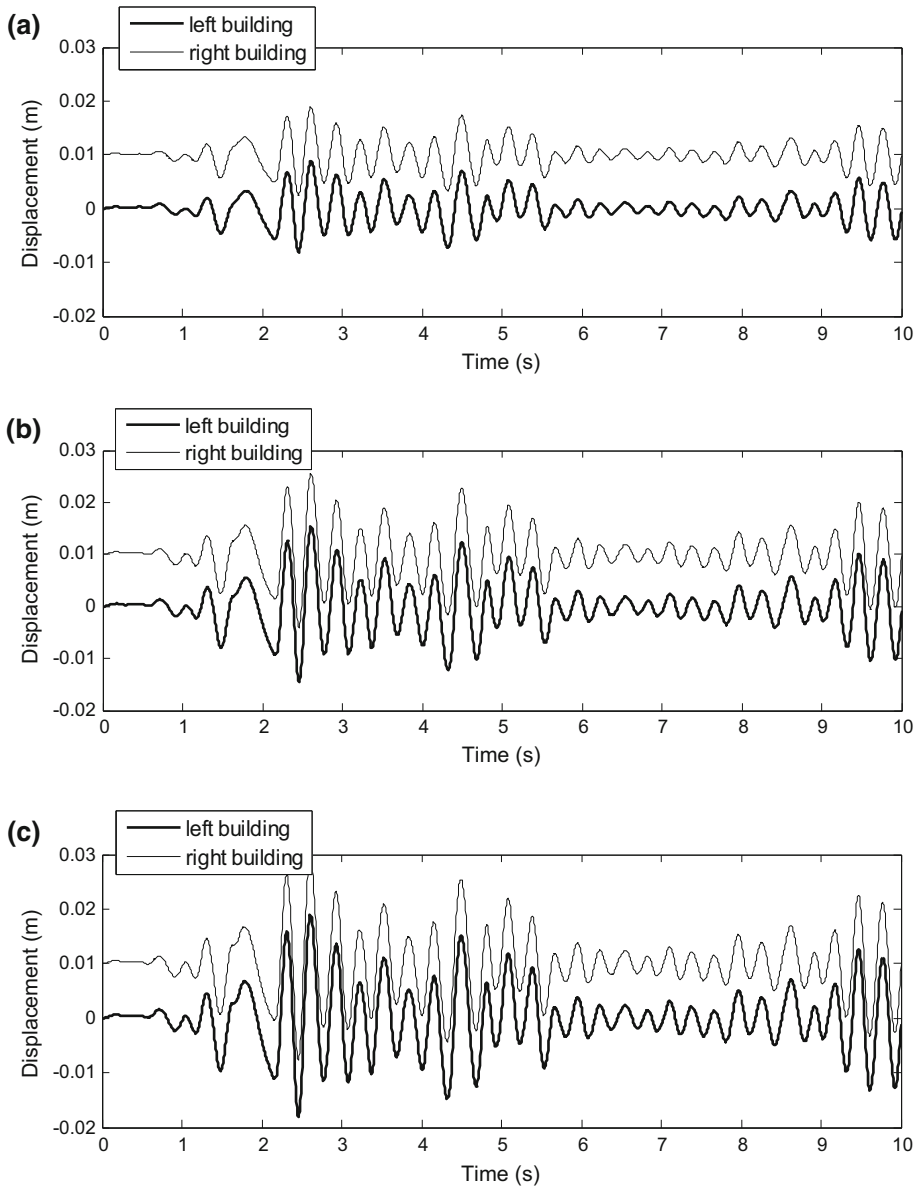 (a)
left building
right building
0.03
0.02
0.01
0
-0.01
-0.02
Displacement (m)
0 1 2 3 4 5 6 7 8 9 10
Time (s)
(b)
left building
right building
0.03
0.02
0.01
0
-0.01
-0.02
Displacement (m)
0 1 2 3 4 5 6 7 8 9 10
Time (s)
(c)
left building
right building
0.03
0.02
0.01
0
-0.01
-0.02
Displacement (m)
0 1 2 3 4 5 6 7 8 9 10
Time (s)